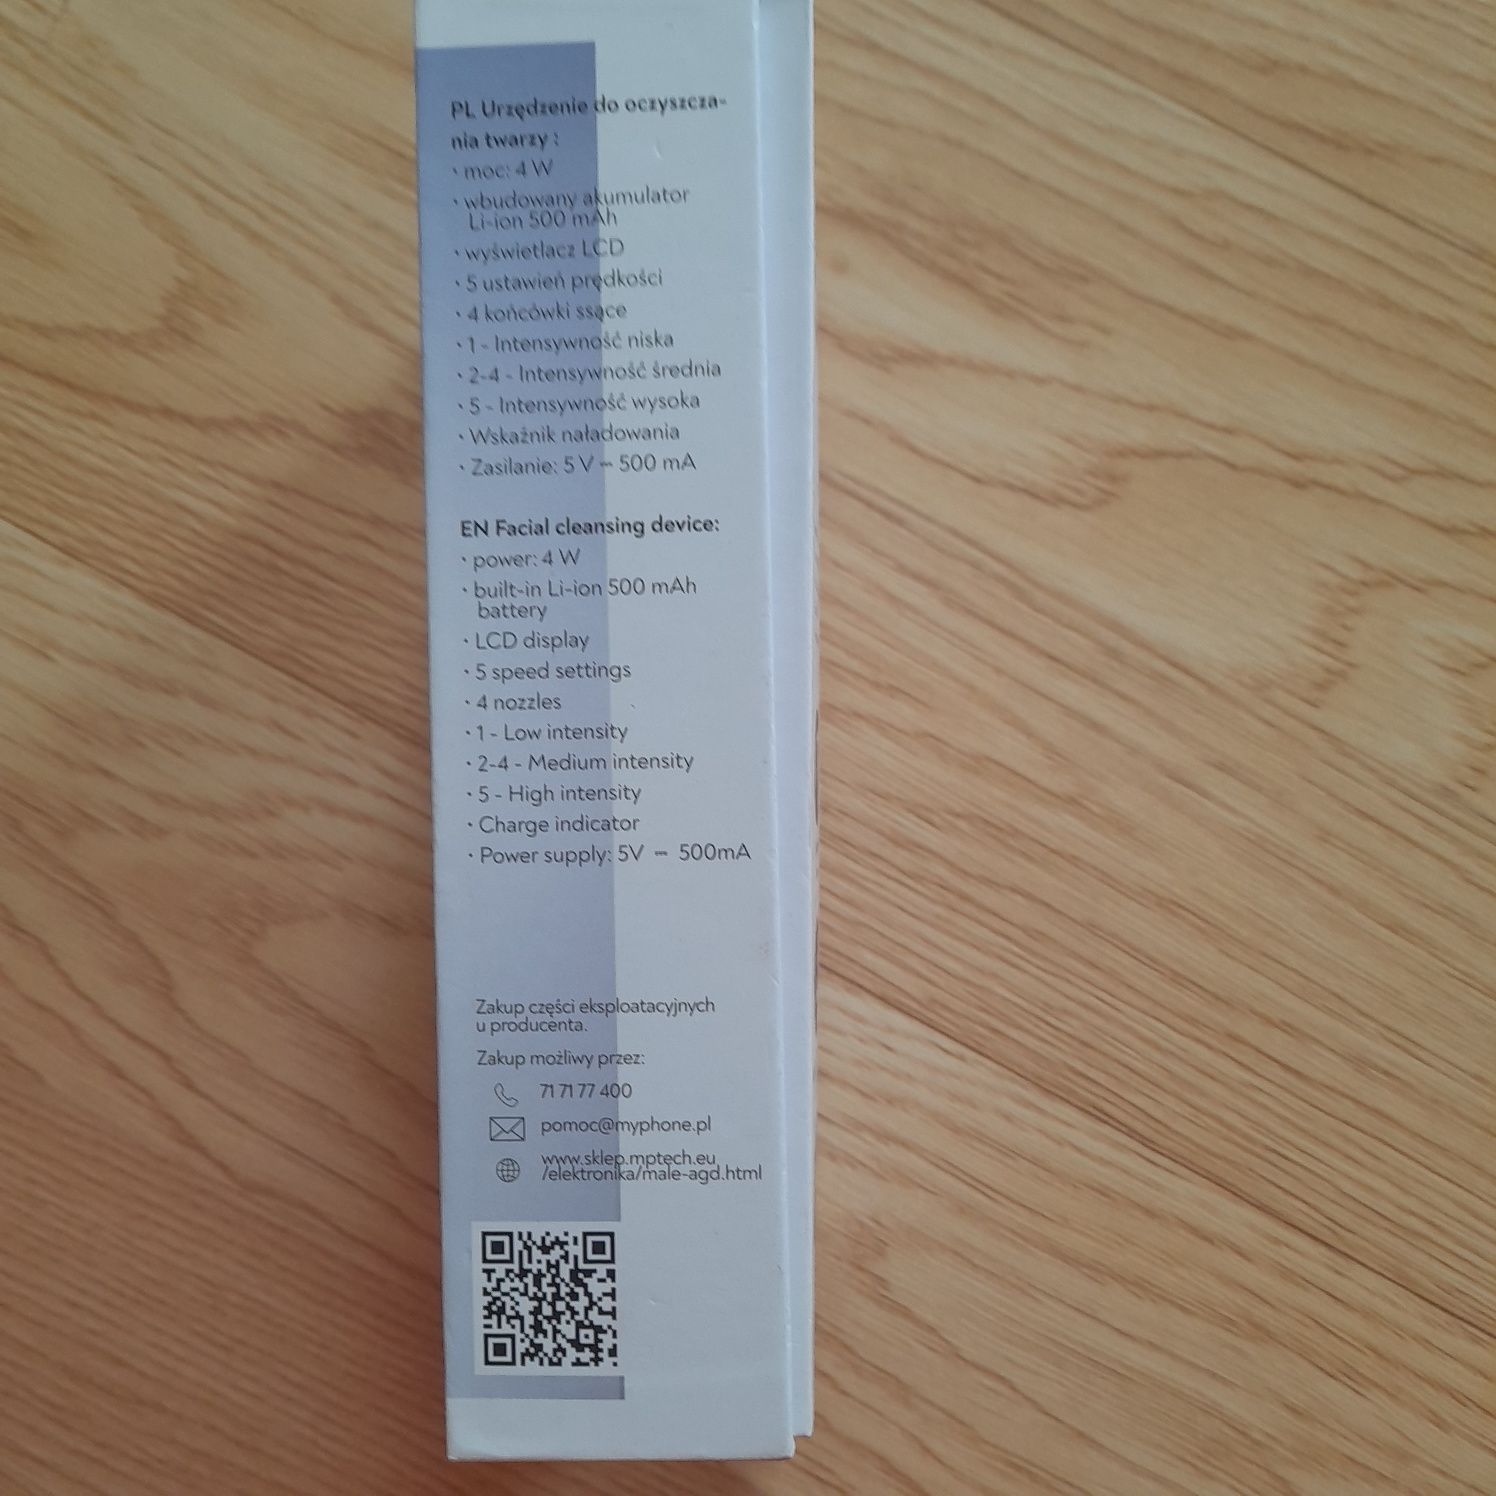 PL Urzędzenie do oczyszcza-
nia twarzy :
• moc: 4 W
• wbudowany akumulator
Li-ion 500 mAh
• wyświetlacz LCD
• 5 ustawień prędkości
• 4 końcówki ssące
• 1 - Intensywność niska
• 2-4 - Intensywność średnia
• 5 - Intensywność wysoka
• Wskaźnik naładowania
• Zasilanie: 5 V ⎓ 500 mA
EN Facial cleansing device:
• power: 4 W
• built-in Li-ion 500 mAh
battery
• LCD display
• 5 speed settings
• 4 nozzles
• 1 - Low intensity
• 2-4 - Medium intensity
• 5 - High intensity
• Charge indicator
• Power supply: 5V ⎓ 500mA
Zakup części eksploatacyjnych
u producenta.
Zakup możliwy przez:
71 71 77 400
pomoc@myphone.pl
www.sklep.mptech.eu
/elektronika/male-agd.html